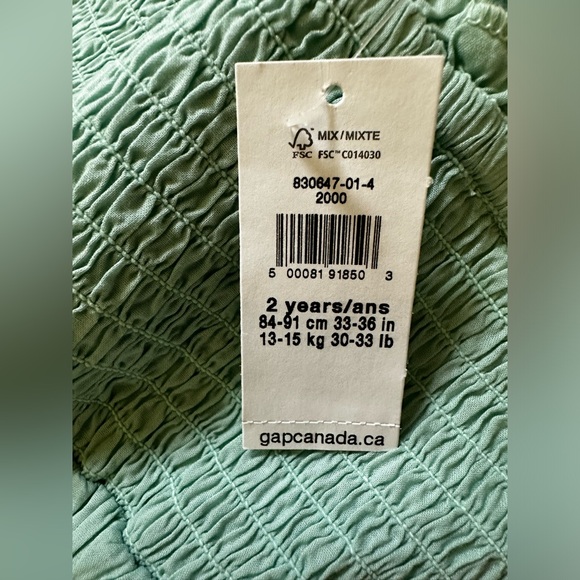 MIX/MIXTE
FSC FSC™ C014030
830647-01-4
2000
5 00081 91850 3
2 years/ans
84-91 cm 33-36 in
13-15 kg 30-33 lb
gapcanada.ca